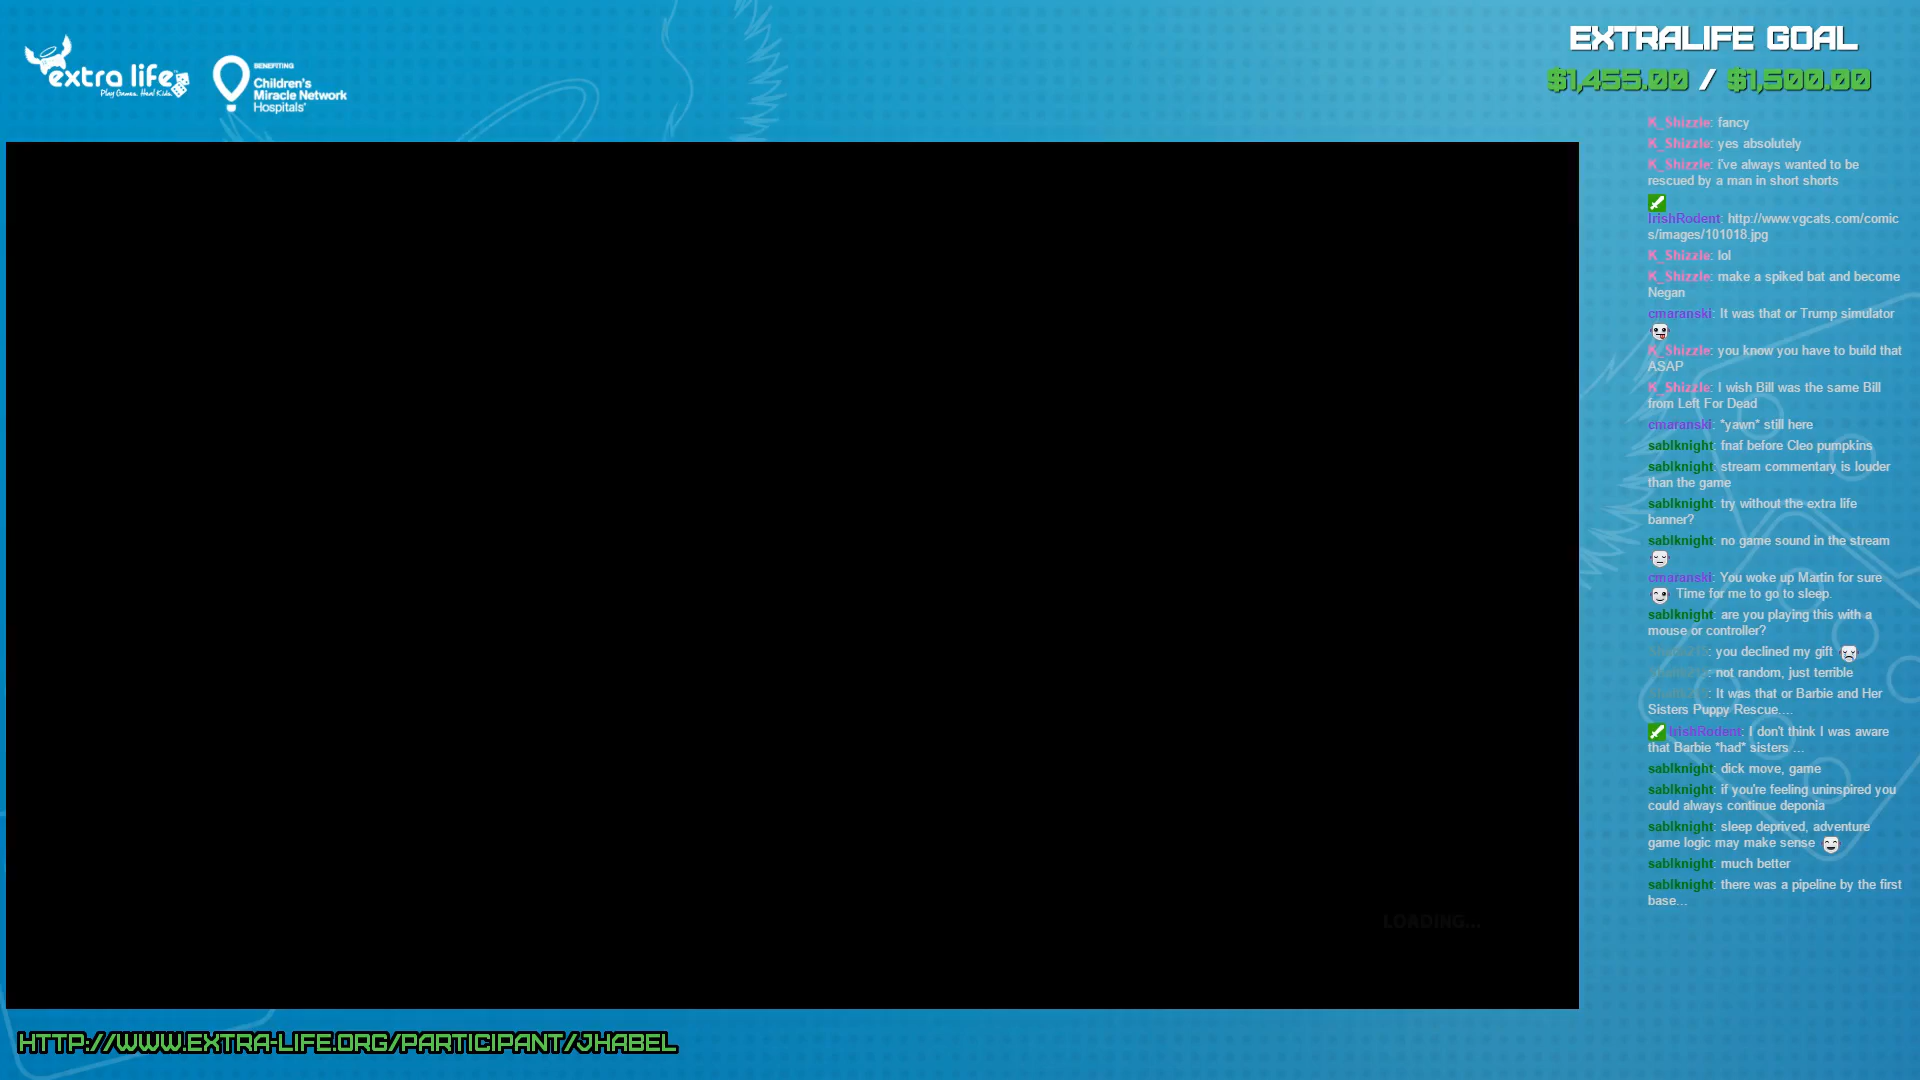 extra life
Play Games. Heal Kids.
BENEFITING
Children's
Miracle Network
Hospitals
EXTRALIFE GOAL
$1,455.00 / $1,500.00
K_Shizzle: fancy
K_Shizzle: yes absolutely
K_Shizzle: i've always wanted to be
rescued by a man in short shorts
IrishRodent: http://www.vgcats.com/comic
s/images/101018.jpg
K_Shizzle: lol
K_Shizzle: make a spiked bat and become
Negan
cmaranski: It was that or Trump simulator
K_Shizzle: you know you have to build that
ASAP
K_Shizzle: I wish Bill was the same Bill
from Left For Dead
cmaranski: *yawn* still here
sablknight: fnaf before Cleo pumpkins
sablknight: stream commentary is louder
than the game
sablknight: try without the extra life
banner?
sablknight: no game sound in the stream
cmaranski: You woke up Martin for sure
Time for me to go to sleep.
sablknight: are you playing this with a
mouse or controller?
: you declined my gift
: not random, just terrible
: It was that or Barbie and Her
Sisters Puppy Rescue....
IrishRodent: I don't think I was aware
that Barbie *had* sisters ...
sablknight: dick move, game
sablknight: if you're feeling uninspired you
could always continue deponia
sablknight: sleep deprived, adventure
game logic may make sense
sablknight: much better
sablknight: there was a pipeline by the first
base...
LOADING...
HTTP://WWW.EXTRA-LIFE.ORG/PARTICIPANT/JHABEL